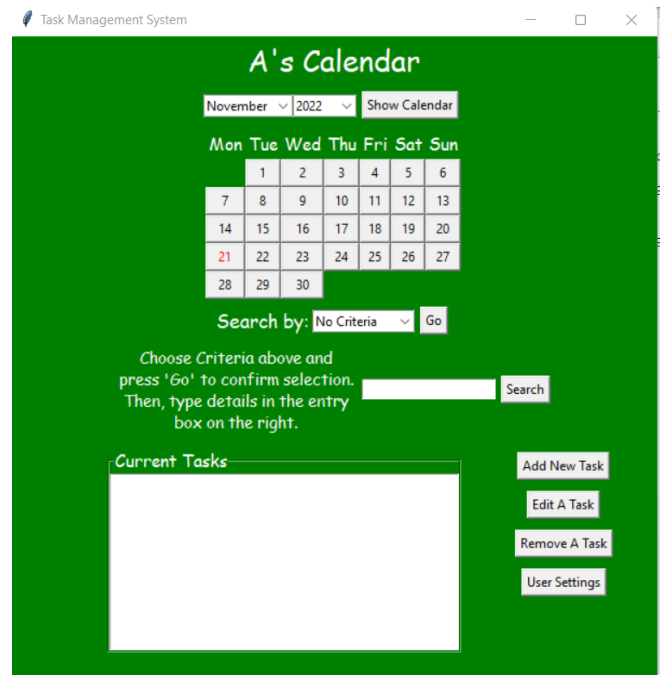 Task Management System
A's Calendar
November 2022 Show Calendar
Mon Tue Wed Thu Fri Sat Sun
1 2 3 4 5 6
7 8 9 10 11 12 13
14 15 16 17 18 19 20
21 22 23 24 25 26 27
28 29 30
Search by: No Criteria Go
Choose Criteria above and
press 'Go' to confirm selection.
Then, type details in the entry
box on the right.
Search
Current Tasks
Add New Task
Edit A Task
Remove A Task
User Settings